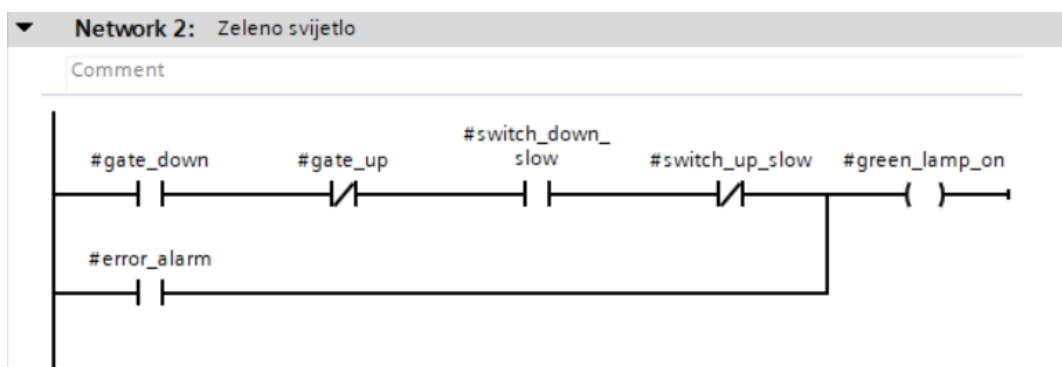 Network 2: Zeleno svijetlo
Comment
#gate_down
#gate_up
#switch_down_
slow
#switch_up_slow
#green_lamp_on
#error_alarm